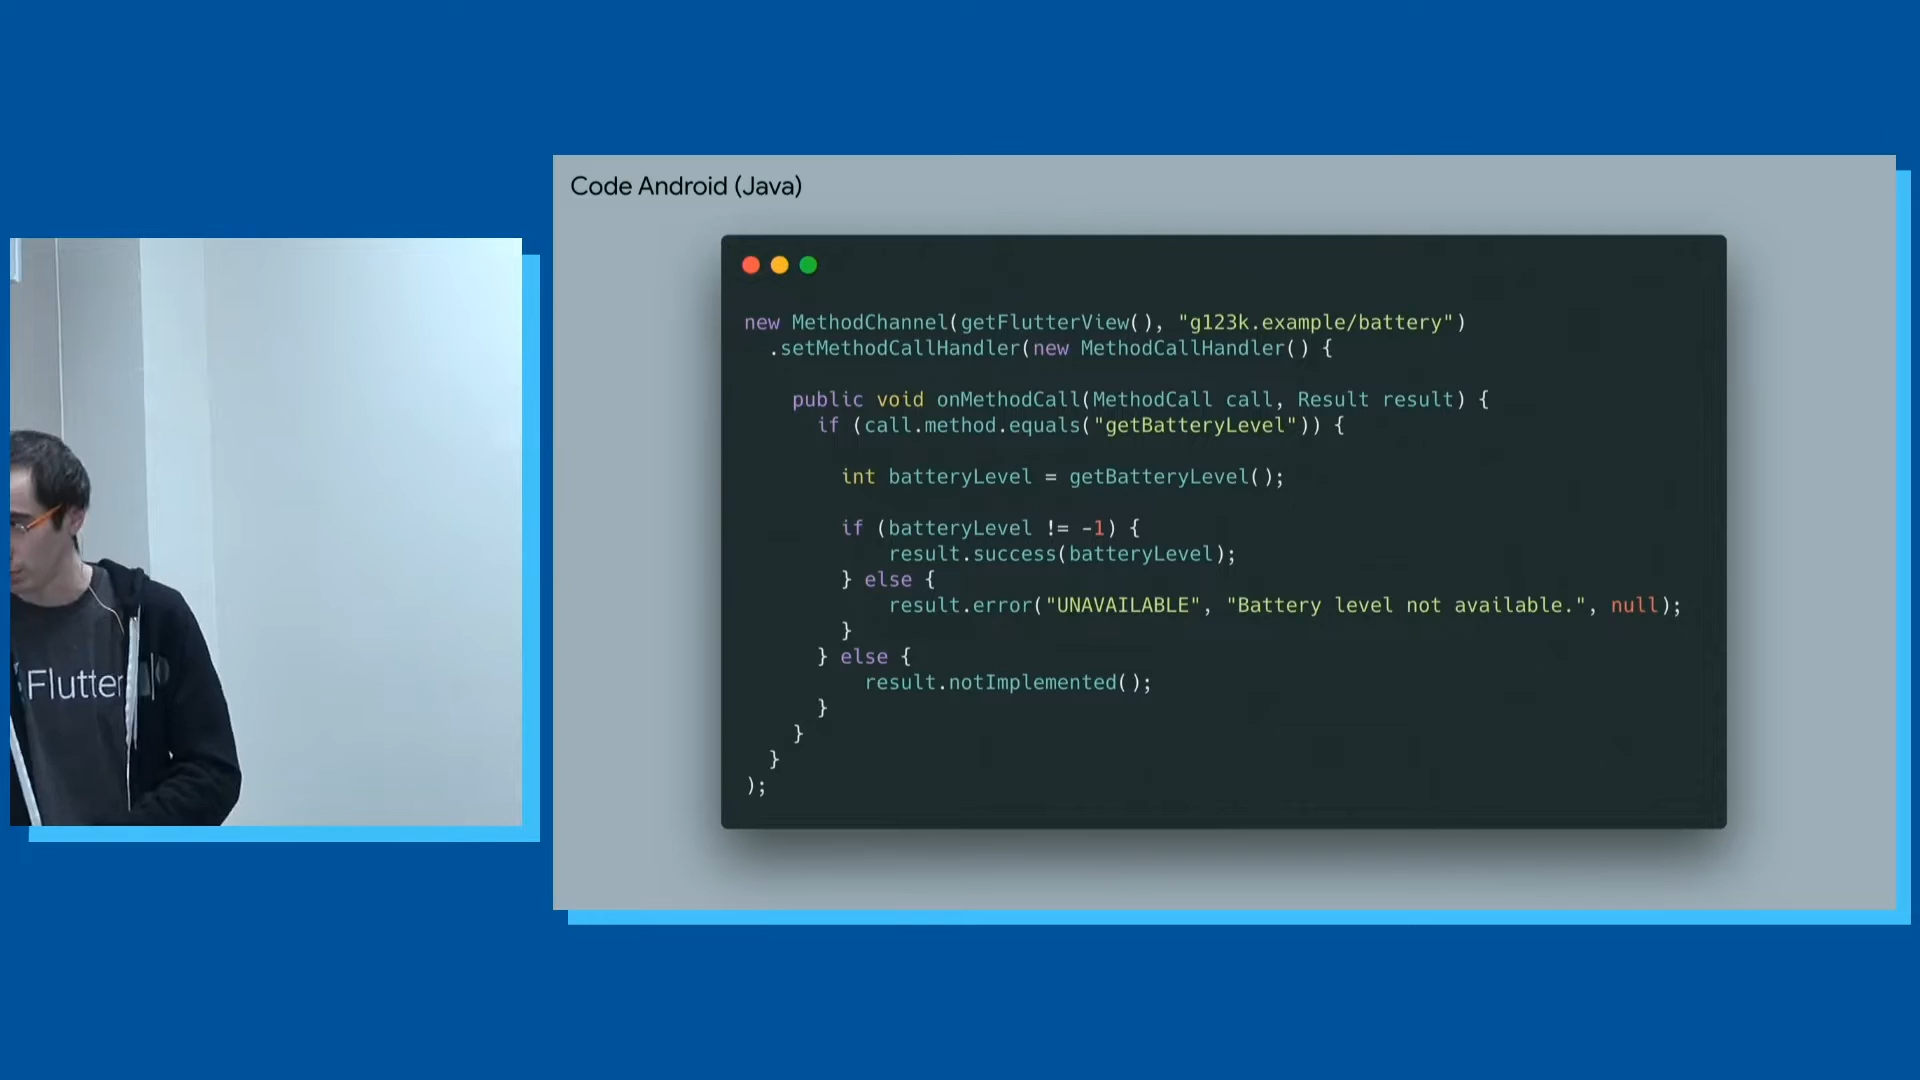 Code Android (Java)
new MethodChannel(getFlutterView(), "g123k.example/battery")
.setMethodCallHandler(new MethodCallHandler() {
public void onMethodCall(MethodCall call, Result result) {
if (call.method.equals("getBatteryLevel")) {
int batteryLevel = getBatteryLevel();
if (batteryLevel != -1) {
result.success(batteryLevel);
} else {
result.error("UNAVAILABLE", "Battery level not available.", null);
}
} else {
result.notImplemented();
}
}
}
);
Flutter